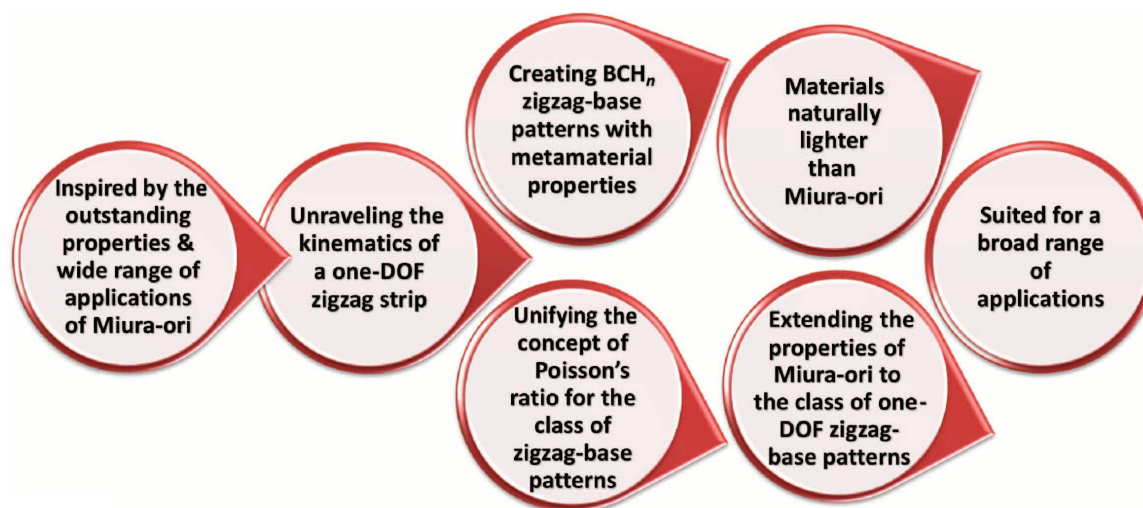 Inspired by the
outstanding
properties &
wide range of
applications
of Miura-ori
Unraveling the
kinematics of
a one-DOF
zigzag strip
Creating BCHₙ
zigzag-base
patterns with
metamaterial
properties
Unifying the
concept of
Poisson's
ratio for the
class of
zigzag-base
patterns
Materials
naturally
lighter
than
Miura-ori
Extending the
properties of
Miura-ori to
the class of one-
DOF zigzag-
base patterns
Suited for a
broad range
of
applications